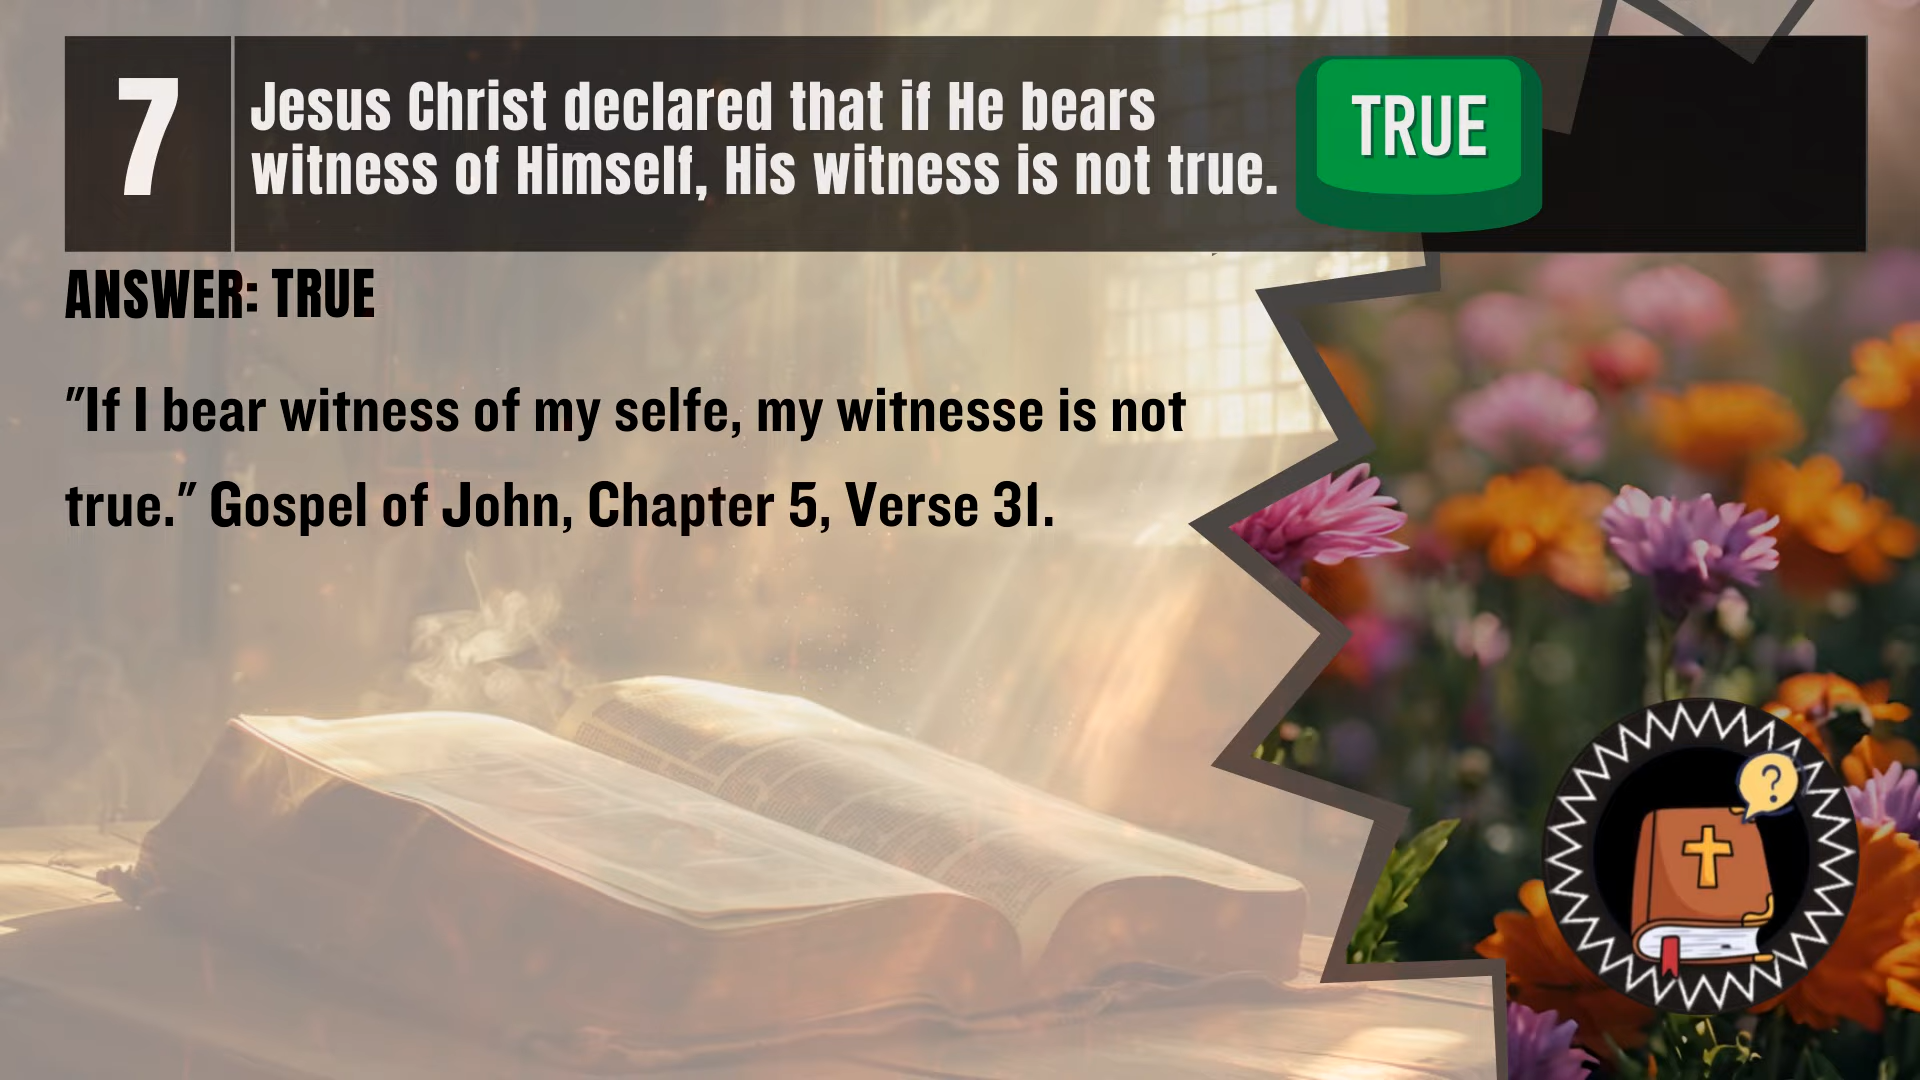 7
Jesus Christ declared that if He bears
witness of Himself, His witness is not true.
TRUE
ANSWER: TRUE
"If I bear witness of my selfe, my witnesse is not
true." Gospel of John, Chapter 5, Verse 31.
?